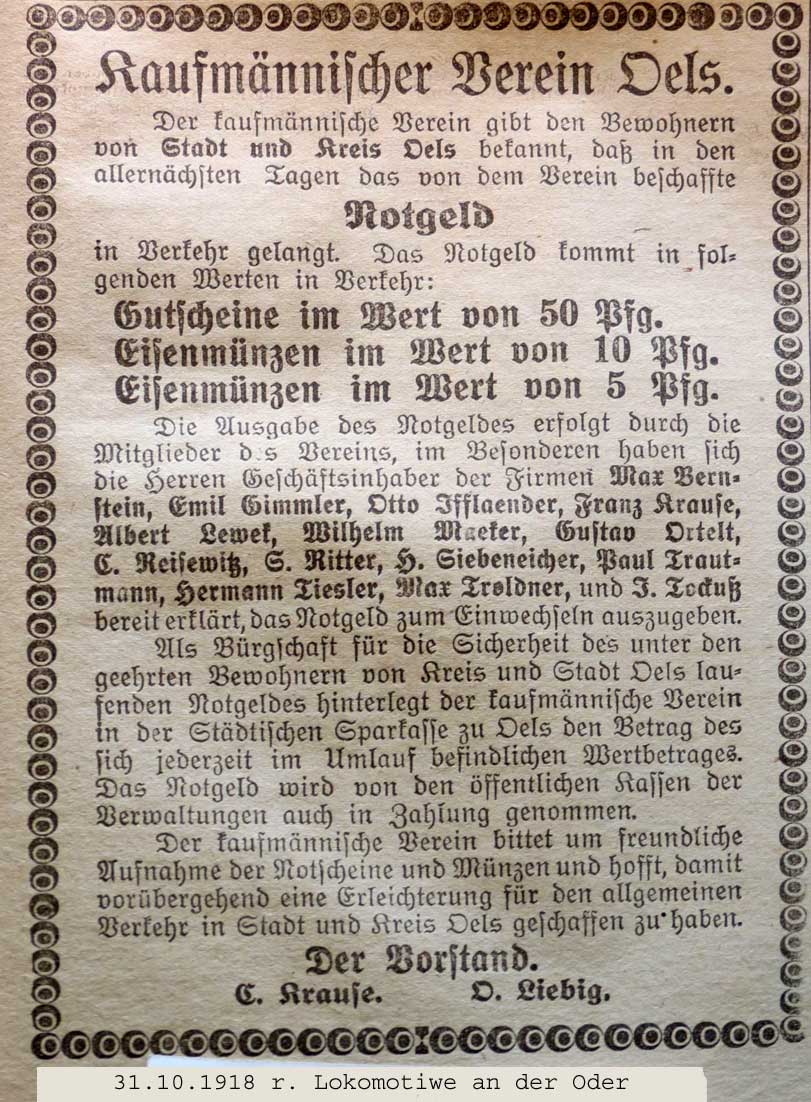 Kaufmännischer Verein Oels.
Der kaufmännische Verein gibt den Bewohnern
von Stadt und Kreis Oels bekannt, daß in den
allernächsten Tagen das von dem Verein beschaffte
Notgeld
in Verkehr gelangt. Das Notgeld kommt in fol-
genden Werten in Verkehr:
Gutscheine im Wert von 50 Pfg.
Eisenmünzen im Wert von 10 Pfg.
Eisenmünzen im Wert von 5 Pfg.
Die Ausgabe des Notgeldes erfolgt durch die
Mitglieder d s Vereins, im Besonderen haben sich
die Herren Geschäftsinhaber der Firmen Max Bern-
stein, Emil Gimmler, Otto Ifflaender, Franz Krause,
Albert Lewek, Wilhelm Maeker, Gustav Ortelt,
C. Reisewitz, S. Ritter, H. Siebeneicher, Paul Traut-
mann, Hermann Tiesler, Max Troldner, und J. Tockuß
bereit erklärt, das Notgeld zum Einwechseln auszugeben.
Als Bürgschaft für die Sicherheit des unter den
geehrten Bewohnern von Kreis und Stadt Oels lau-
fenden Notgeldes hinterlegt der kaufmännische Verein
in der Städtischen Sparkasse zu Oels den Betrag des
sich jederzeit im Umlauf befindlichen Wertbetrages.
Das Notgeld wird von den öffentlichen Kassen der
Verwaltungen auch in Zahlung genommen.
Der kaufmännische Verein bittet um freundliche
Aufnahme der Notscheine und Münzen und hofft, damit
vorübergehend eine Erleichterung für den allgemeinen
Verkehr in Stadt und Kreis Oels geschaffen zu haben.
Der Vorstand.
C. Krause. O. Liebig.
31.10.1918 r. Lokomotiwe an der Oder